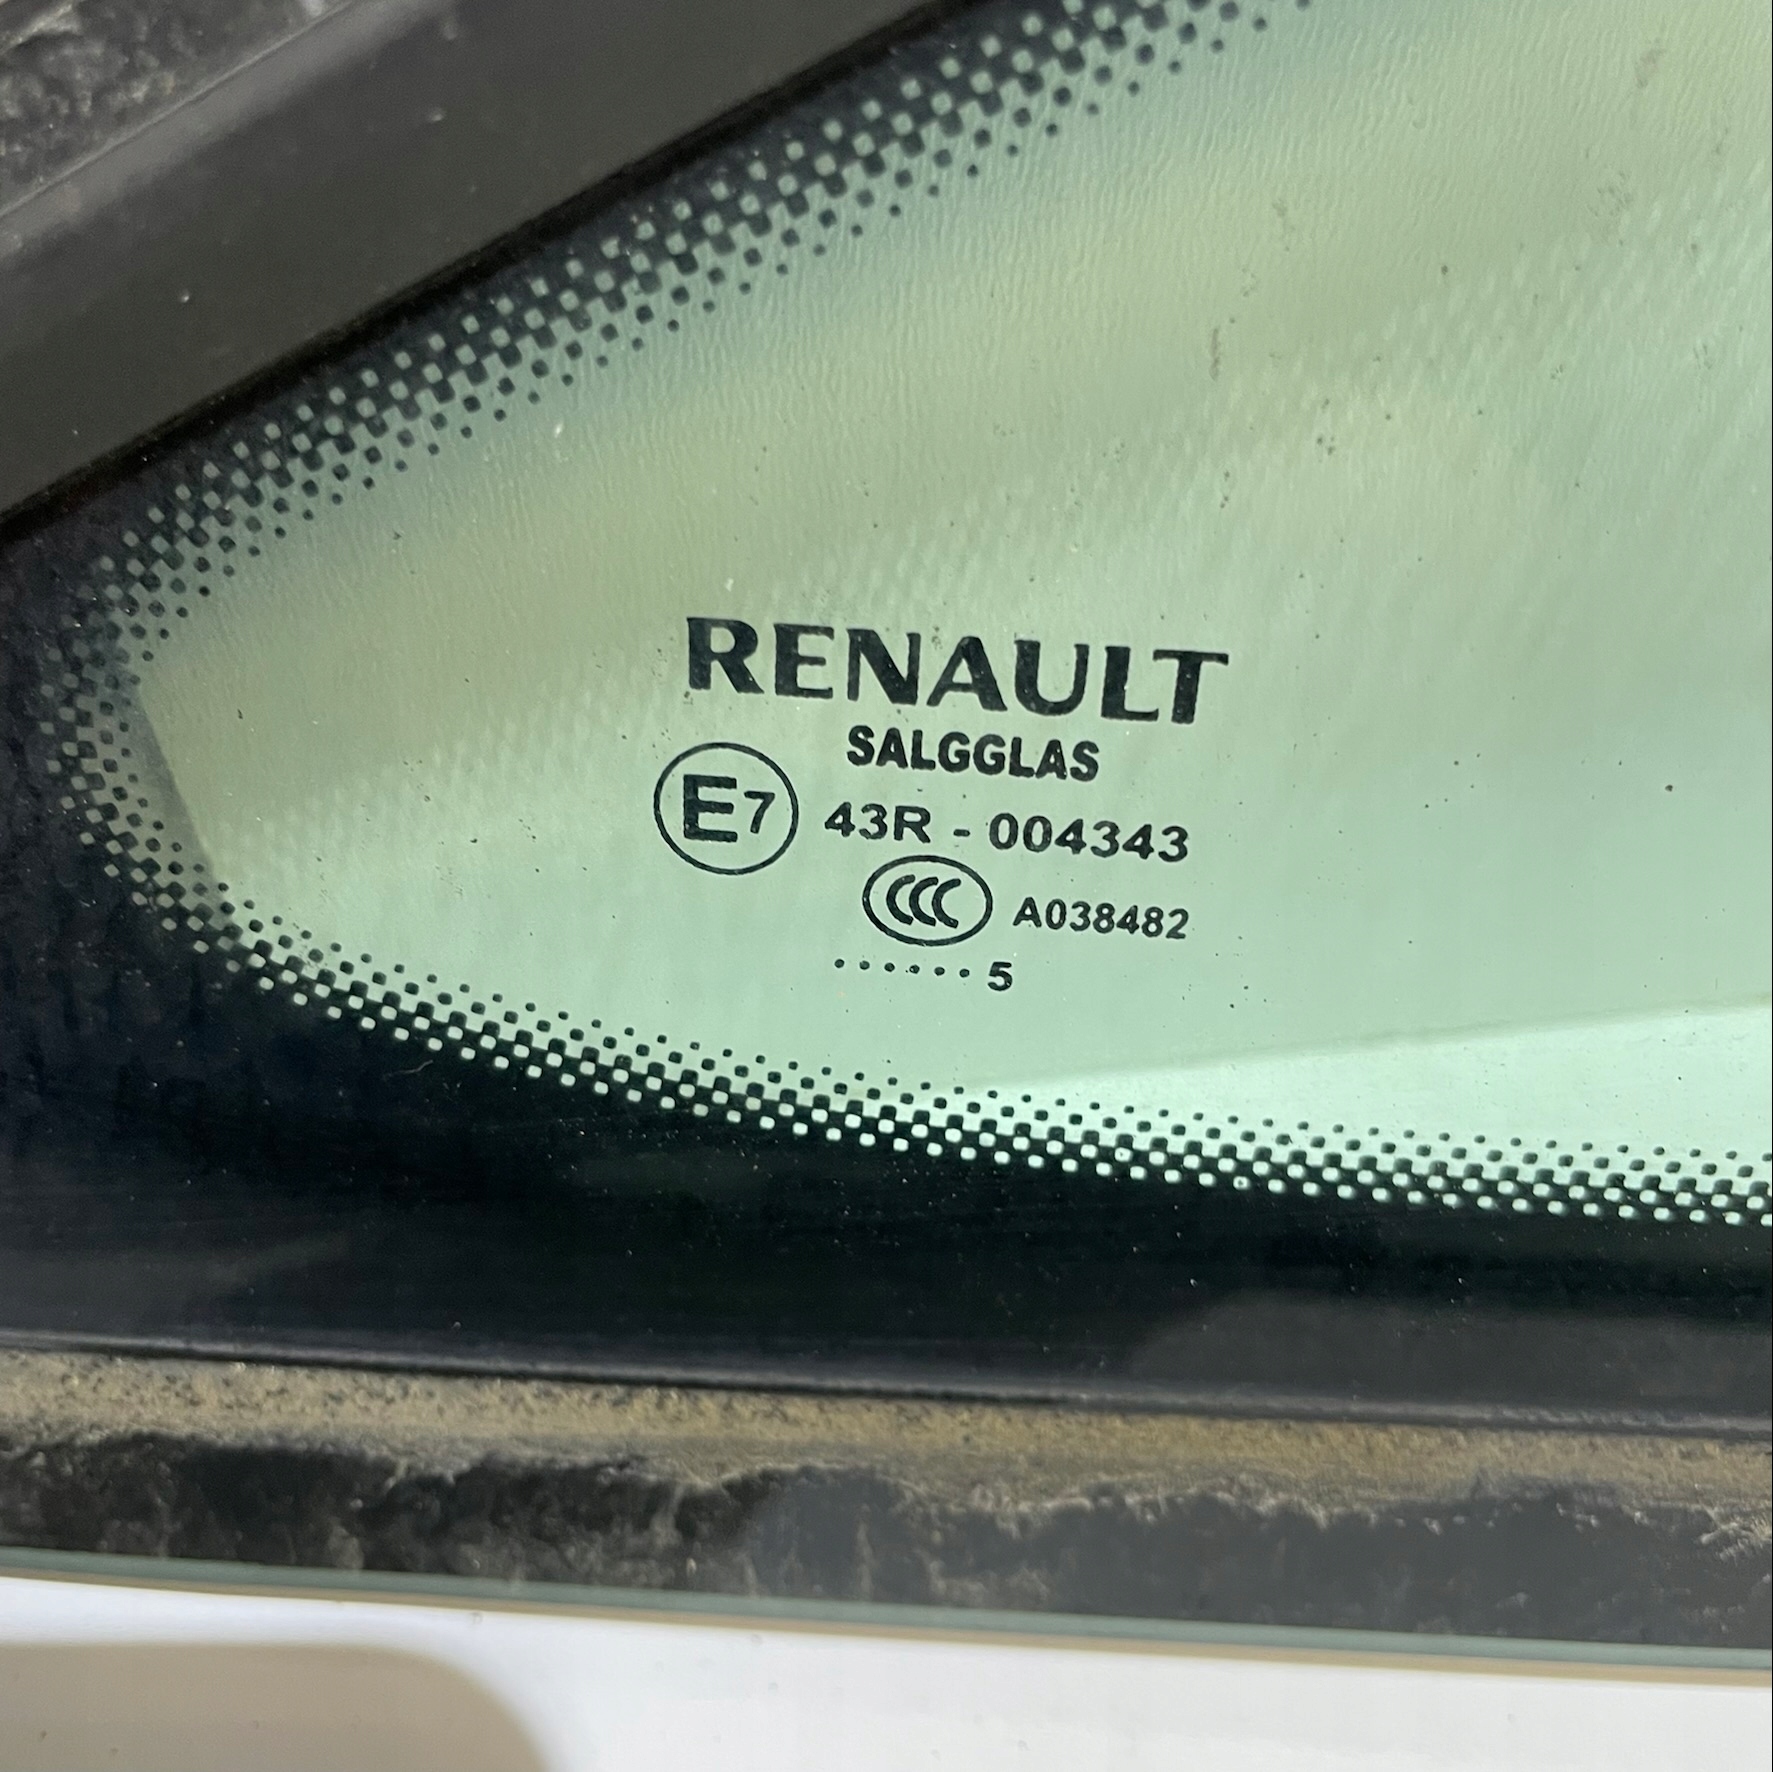 RENAULT
SALGGLAS
E7 43R - 004343
CCC A038482
......5